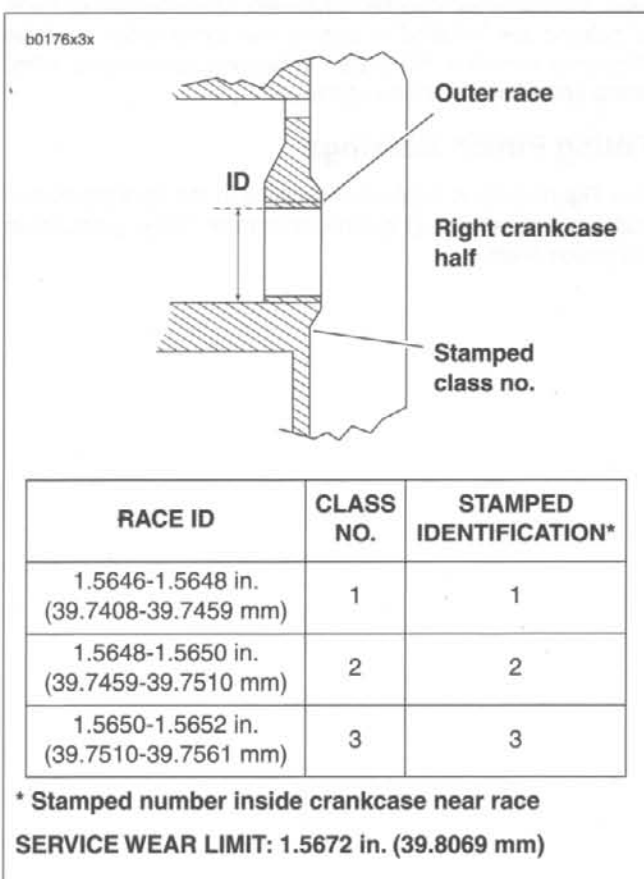 b0176x3x
Outer race
ID
Right crankcase
half
Stamped
class no.
RACE ID
CLASS
NO.
STAMPED
IDENTIFICATION*
1.5646-1.5648 in.
(39.7408-39.7459 mm)
1
1
1.5648-1.5650 in.
(39.7459-39.7510 mm)
2
2
1.5650-1.5652 in.
(39.7510-39.7561 mm)
3
3
* Stamped number inside crankcase near race
SERVICE WEAR LIMIT: 1.5672 in. (39.8069 mm)